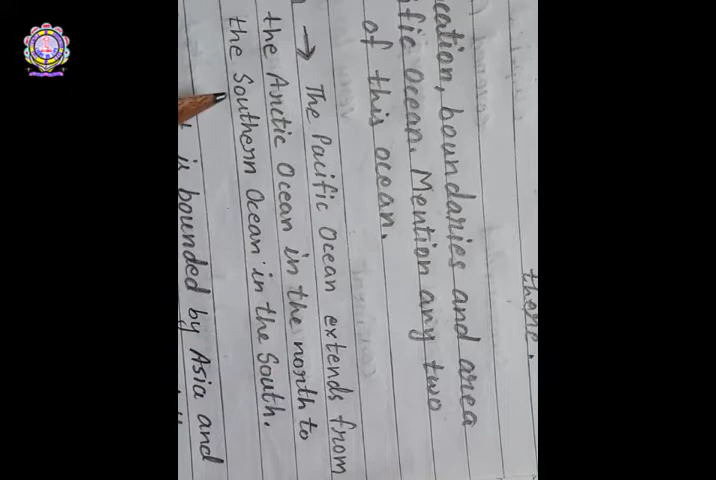 there.
cation, boundaries and area
fic ocean. Mention any two
of this ocean.
→ The Pacific Ocean extends from
the Arctic Ocean in the north to
the Southern Ocean in the South.
is bounded by Asia and